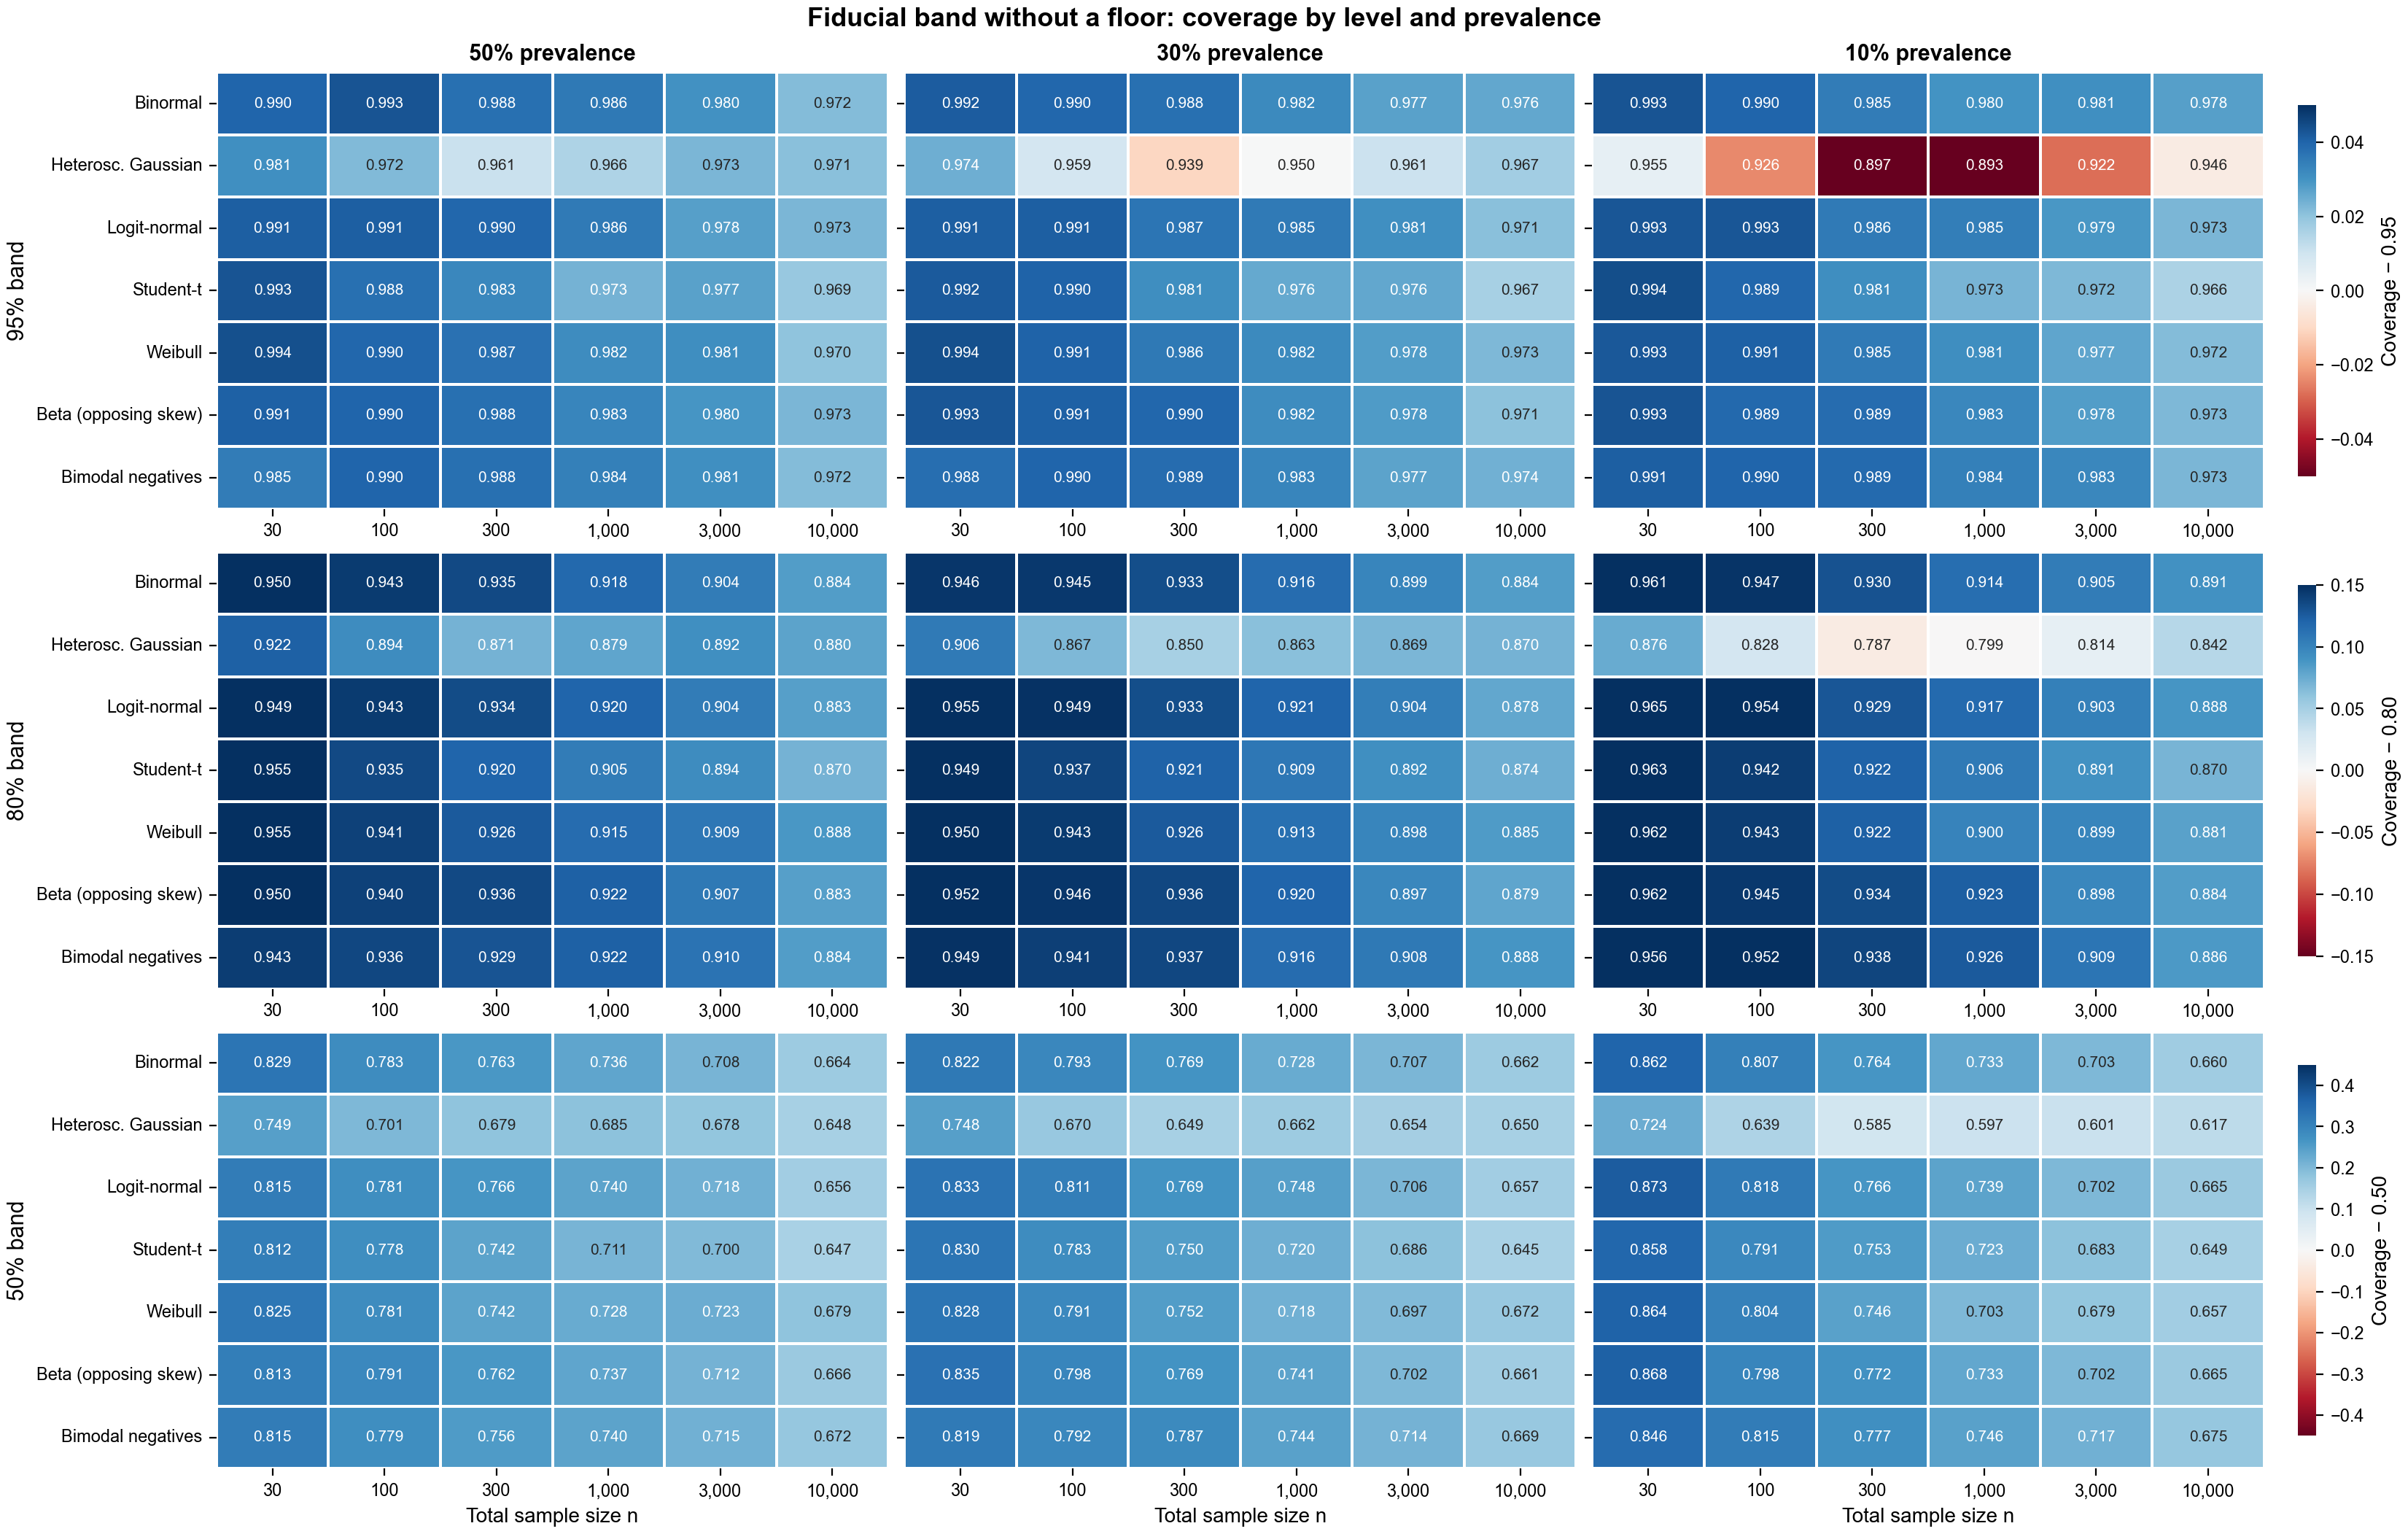 Fiducial band without a floor: coverage by level and prevalence
50% prevalence 30% prevalence 10% prevalence
95% band
Binormal 0.990 0.993 0.988 0.986 0.980 0.972 0.992 0.990 0.988 0.982 0.977 0.976 0.993 0.990 0.985 0.980 0.981 0.978
Heterosc. Gaussian 0.981 0.972 0.961 0.966 0.973 0.971 0.974 0.959 0.939 0.950 0.961 0.967 0.955 0.926 0.897 0.893 0.922 0.946
Logit-normal 0.991 0.991 0.990 0.986 0.978 0.973 0.991 0.991 0.987 0.985 0.981 0.971 0.993 0.993 0.986 0.985 0.979 0.973
Student-t 0.993 0.988 0.983 0.973 0.977 0.969 0.992 0.990 0.981 0.976 0.976 0.967 0.994 0.989 0.981 0.973 0.972 0.966
Weibull 0.994 0.990 0.987 0.982 0.981 0.970 0.994 0.991 0.986 0.982 0.978 0.973 0.993 0.991 0.985 0.981 0.977 0.972
Beta (opposing skew) 0.991 0.990 0.988 0.983 0.980 0.973 0.993 0.991 0.990 0.982 0.978 0.971 0.993 0.989 0.989 0.983 0.978 0.973
Bimodal negatives 0.985 0.990 0.988 0.984 0.981 0.972 0.988 0.990 0.989 0.983 0.977 0.974 0.991 0.990 0.989 0.984 0.983 0.973
30 100 300 1,000 3,000 10,000 30 100 300 1,000 3,000 10,000 30 100 300 1,000 3,000 10,000
0.04
0.02
0.00
−0.02
−0.04
Coverage − 0.95
80% band
Binormal 0.950 0.943 0.935 0.918 0.904 0.884 0.946 0.945 0.933 0.916 0.899 0.884 0.961 0.947 0.930 0.914 0.905 0.891
Heterosc. Gaussian 0.922 0.894 0.871 0.879 0.892 0.880 0.906 0.867 0.850 0.863 0.869 0.870 0.876 0.828 0.787 0.799 0.814 0.842
Logit-normal 0.949 0.943 0.934 0.920 0.904 0.883 0.955 0.949 0.933 0.921 0.904 0.878 0.965 0.954 0.929 0.917 0.903 0.888
Student-t 0.955 0.935 0.920 0.905 0.894 0.870 0.949 0.937 0.921 0.909 0.892 0.874 0.963 0.942 0.922 0.906 0.891 0.870
Weibull 0.955 0.941 0.926 0.915 0.909 0.888 0.950 0.943 0.926 0.913 0.898 0.885 0.962 0.943 0.922 0.900 0.899 0.881
Beta (opposing skew) 0.950 0.940 0.936 0.922 0.907 0.883 0.952 0.946 0.936 0.920 0.897 0.879 0.962 0.945 0.934 0.923 0.898 0.884
Bimodal negatives 0.943 0.936 0.929 0.922 0.910 0.884 0.949 0.941 0.937 0.916 0.908 0.888 0.956 0.952 0.938 0.926 0.909 0.886
30 100 300 1,000 3,000 10,000 30 100 300 1,000 3,000 10,000 30 100 300 1,000 3,000 10,000
0.15
0.10
0.05
0.00
−0.05
−0.10
−0.15
Coverage − 0.80
50% band
Binormal 0.829 0.783 0.763 0.736 0.708 0.664 0.822 0.793 0.769 0.728 0.707 0.662 0.862 0.807 0.764 0.733 0.703 0.660
Heterosc. Gaussian 0.749 0.701 0.679 0.685 0.678 0.648 0.748 0.670 0.649 0.662 0.654 0.650 0.724 0.639 0.585 0.597 0.601 0.617
Logit-normal 0.815 0.781 0.766 0.740 0.718 0.656 0.833 0.811 0.769 0.748 0.706 0.657 0.873 0.818 0.766 0.739 0.702 0.665
Student-t 0.812 0.778 0.742 0.711 0.700 0.647 0.830 0.783 0.750 0.720 0.686 0.645 0.858 0.791 0.753 0.723 0.683 0.649
Weibull 0.825 0.781 0.742 0.728 0.723 0.679 0.828 0.791 0.752 0.718 0.697 0.672 0.864 0.804 0.746 0.703 0.679 0.657
Beta (opposing skew) 0.813 0.791 0.762 0.737 0.712 0.666 0.835 0.798 0.769 0.741 0.702 0.661 0.868 0.798 0.772 0.733 0.702 0.665
Bimodal negatives 0.815 0.779 0.756 0.740 0.715 0.672 0.819 0.792 0.787 0.744 0.714 0.669 0.846 0.815 0.777 0.746 0.717 0.675
30 100 300 1,000 3,000 10,000 30 100 300 1,000 3,000 10,000 30 100 300 1,000 3,000 10,000
Total sample size n Total sample size n Total sample size n
0.4
0.3
0.2
0.1
0.0
−0.1
−0.2
−0.3
−0.4
Coverage − 0.50